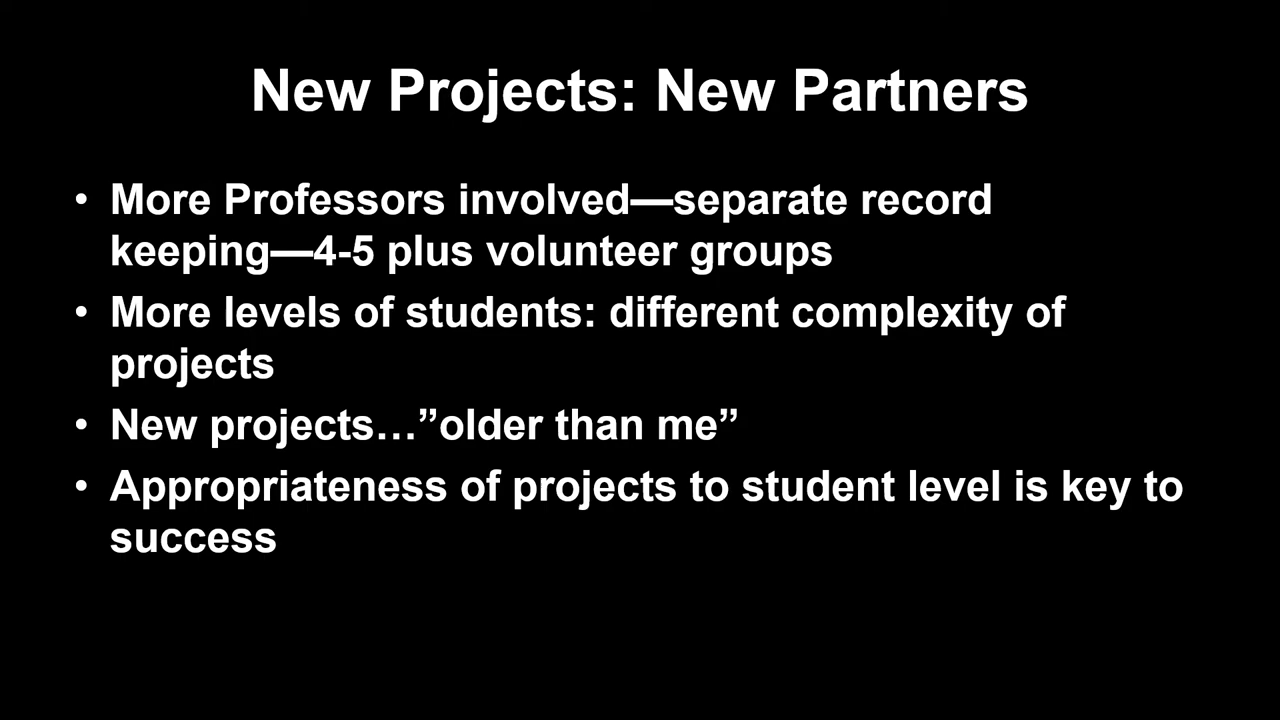 New Projects: New Partners
• More Professors involved—separate record
keeping—4-5 plus volunteer groups
• More levels of students: different complexity of
projects
• New projects…”older than me”
• Appropriateness of projects to student level is key to
success